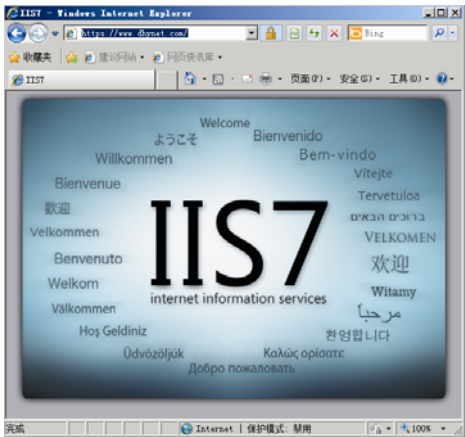 IIS7 - Windows Internet Explorer
https://www.dhynet.com/
Bing
收藏夹 建议网站 网页快讯库
IIS7 页面(P) 安全(S) 工具(O)
Welcome
ようこそ Bienvenido
Willkommen Bem-vindo
Vítejte
Bienvenue
Tervetuloa
歡迎
ברוכים הבאים
Velkommen
VELKOMEN
IIS7
Benvenuto
欢迎
Welkom
Witamy
internet information services
Välkommen
مرحباً
Hoş Geldiniz
환영합니다
Üdvözöljük Καλώς ορίσατε
Добро пожаловать
完成 Internet | 保护模式: 禁用 100%